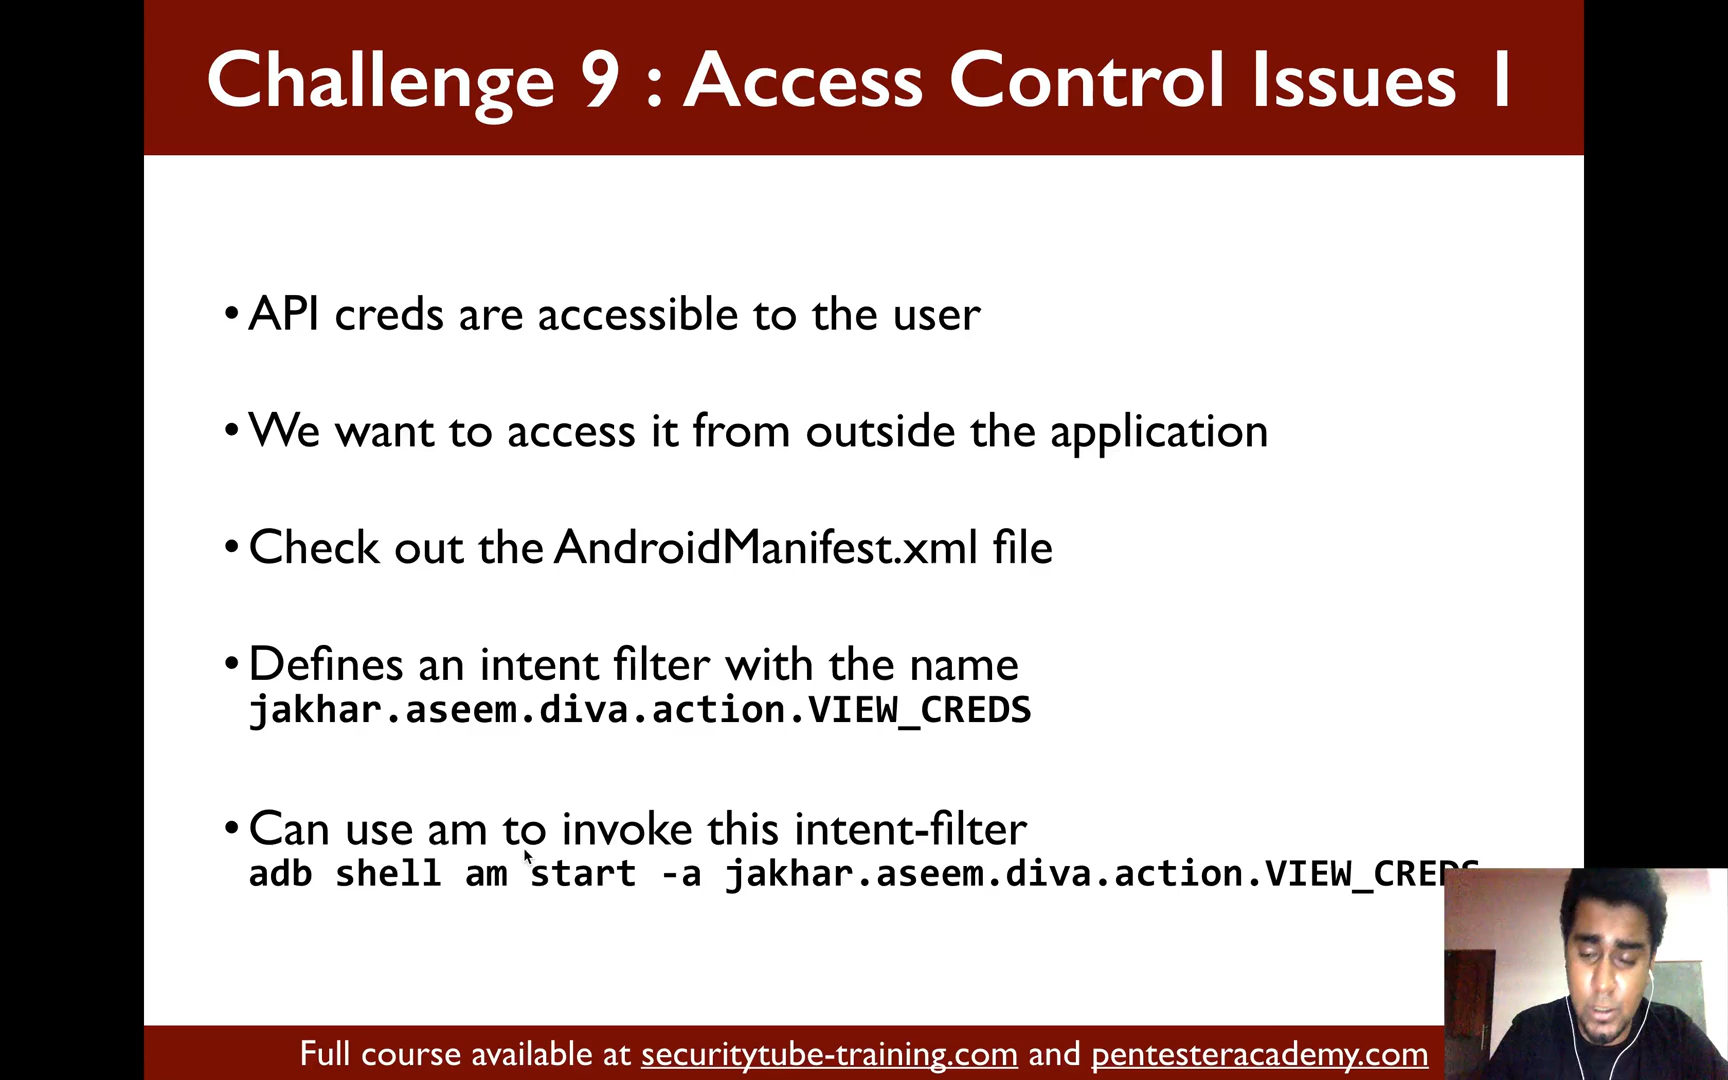 Challenge 9 : Access Control Issues 1
• API creds are accessible to the user
• We want to access it from outside the application
• Check out the AndroidManifest.xml file
• Defines an intent filter with the name
jakhar.aseem.diva.action.VIEW_CREDS
• Can use am to invoke this intent-filter
adb shell am start -a jakhar.aseem.diva.action.VIEW_CREDS
Full course available at securitytube-training.com and pentesteracademy.com